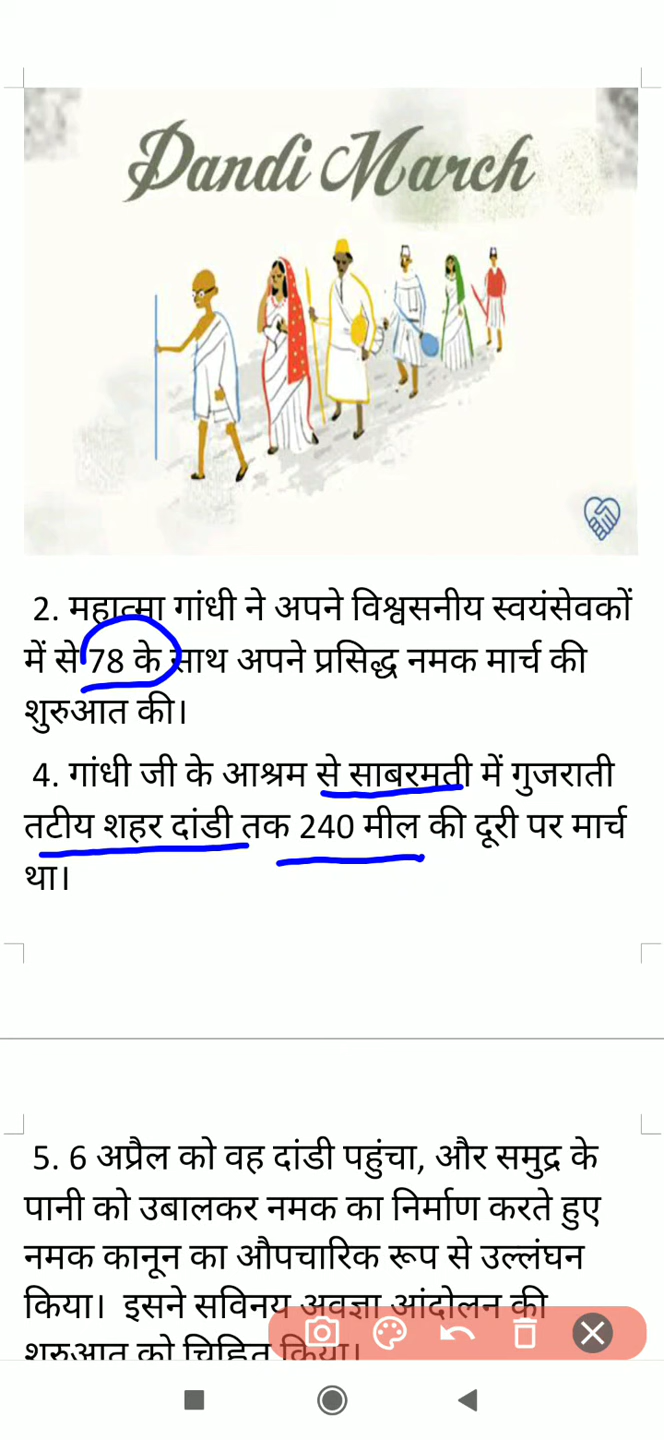 Dandi March
2. महात्मा गांधी ने अपने विश्वसनीय स्वयंसेवकों
में से 78 के साथ अपने प्रसिद्ध नमक मार्च की
शुरुआत की।
4. गांधी जी के आश्रम से साबरमती में गुजराती
तटीय शहर दांडी तक 240 मील की दूरी पर मार्च
था।
5. 6 अप्रैल को वह दांडी पहुंचा, और समुद्र के
पानी को उबालकर नमक का निर्माण करते हुए
नमक कानून का औपचारिक रूप से उल्लंघन
किया। इसने सविनय अवज्ञा आंदोलन की
शुरुआत को चिह्नित किया।